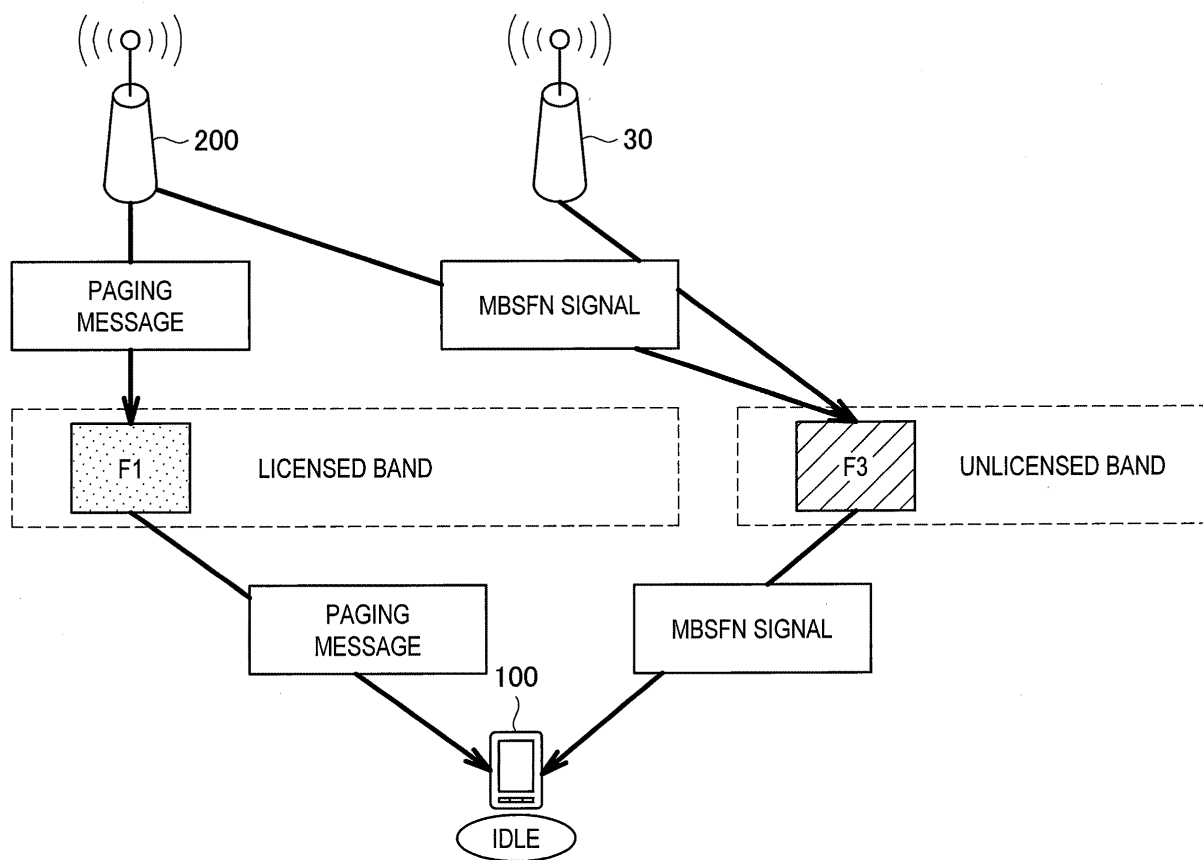 200
30
PAGING
MESSAGE
MBSFN SIGNAL
F1
LICENSED BAND
F3
UNLICENSED BAND
PAGING
MESSAGE
MBSFN SIGNAL
100
IDLE